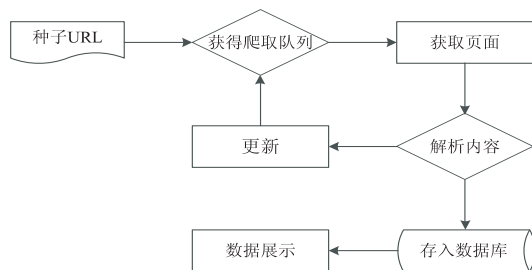 种子URL
获得爬取队列
获取页面
更新
解析内容
数据展示
存入数据库